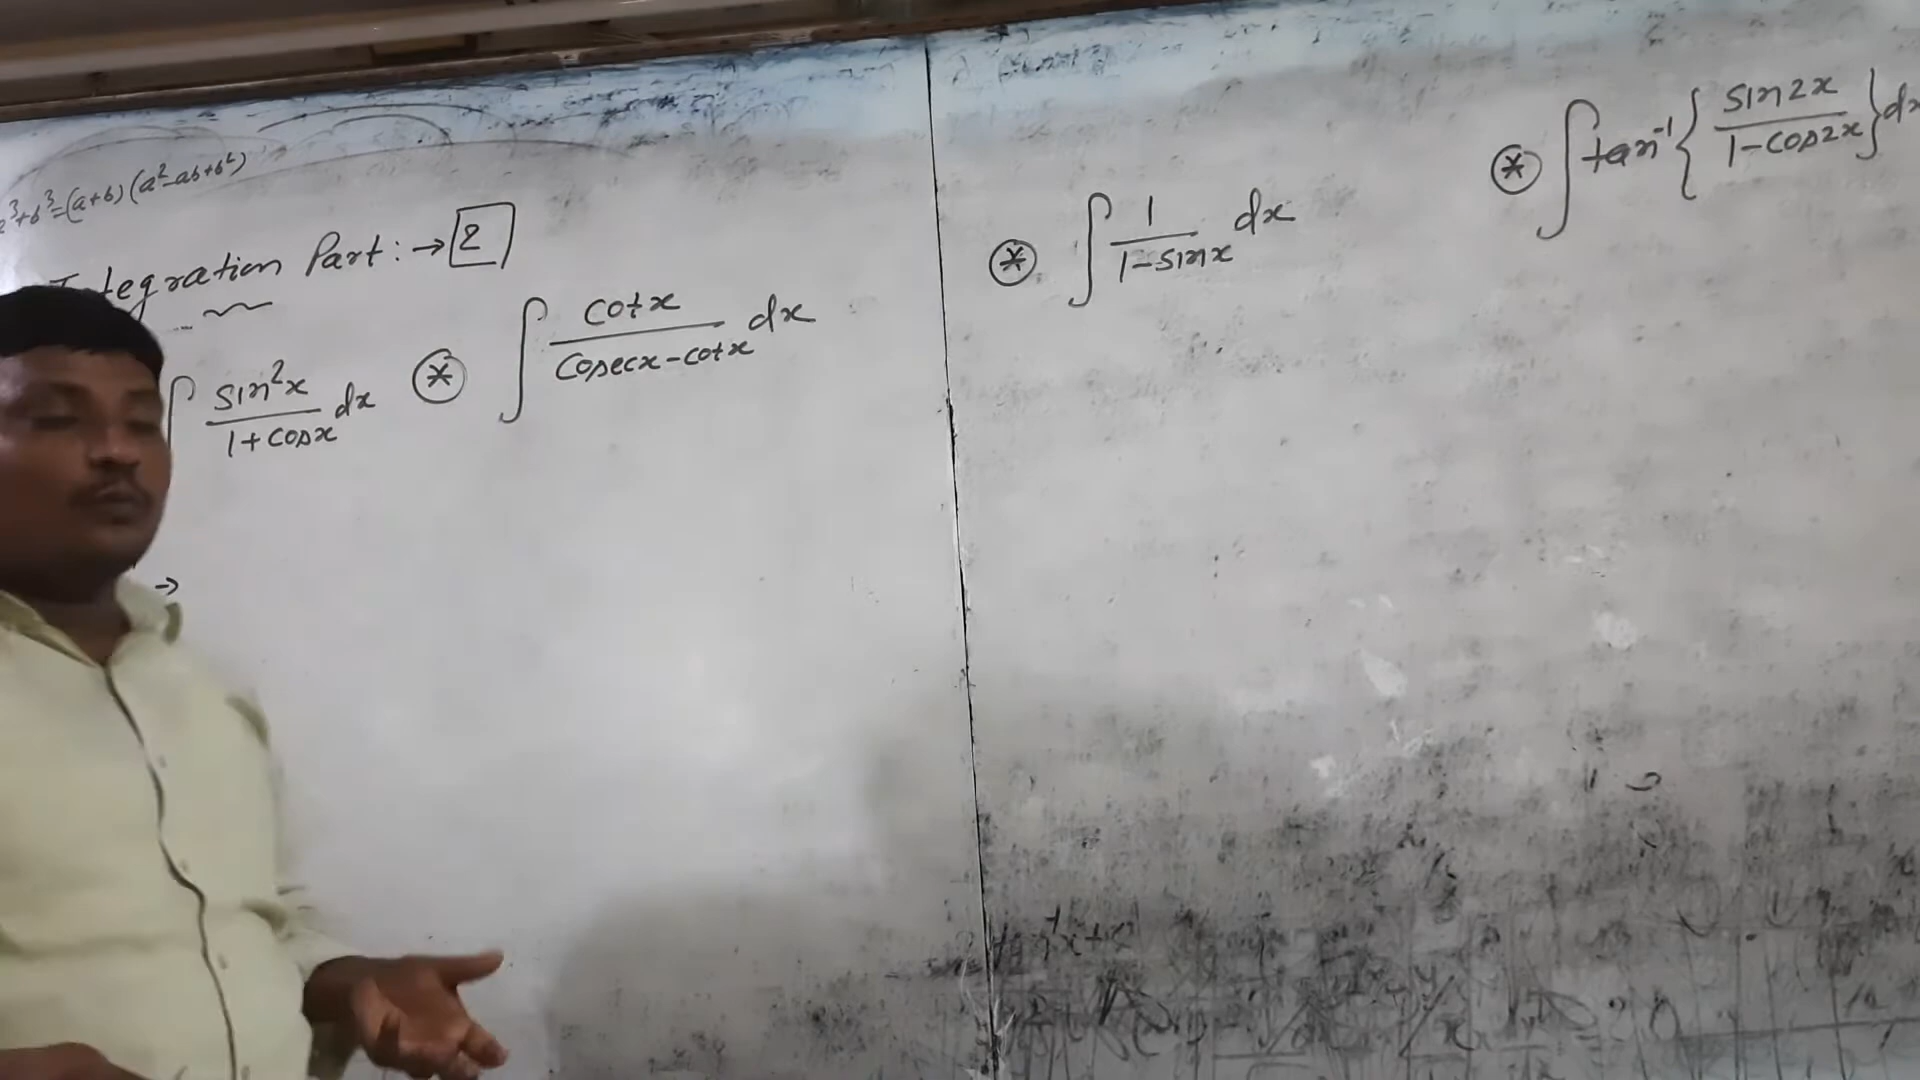 a³+b³=(a+b)(a²-ab+b²)
Integration Part:→ 2
∫ sin²x / 1+cosx dx
⊛ ∫ cotx / cosecx-cotx dx
⊛ ∫ 1 / 1-sinx dx
⊛ ∫ tan⁻¹{ sin2x / 1-cos2x } dx
→